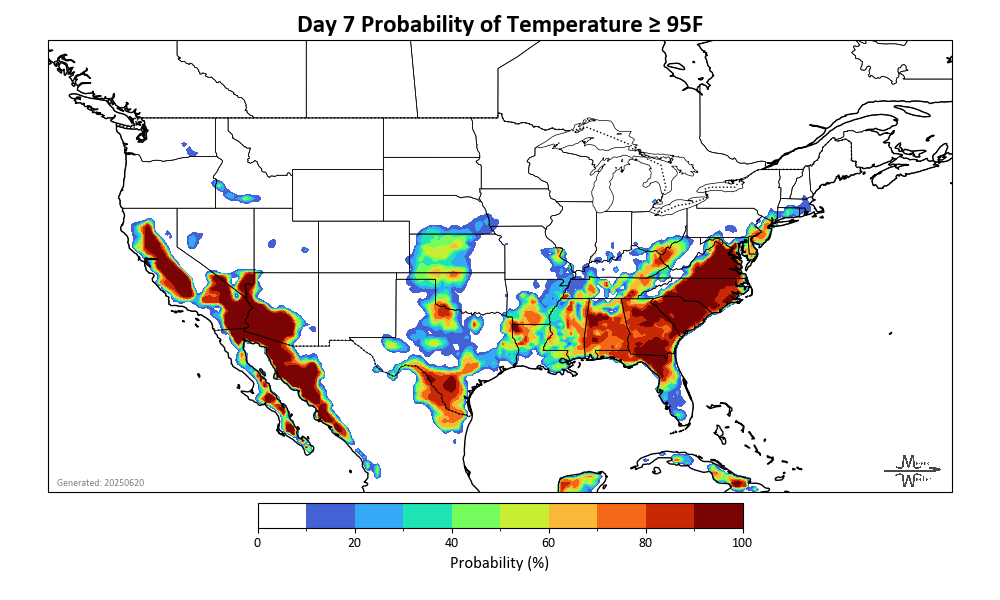 Day 7 Probability of Temperature ≥ 95F
Generated: 20250620
0 20 40 60 80 100
Probability (%)